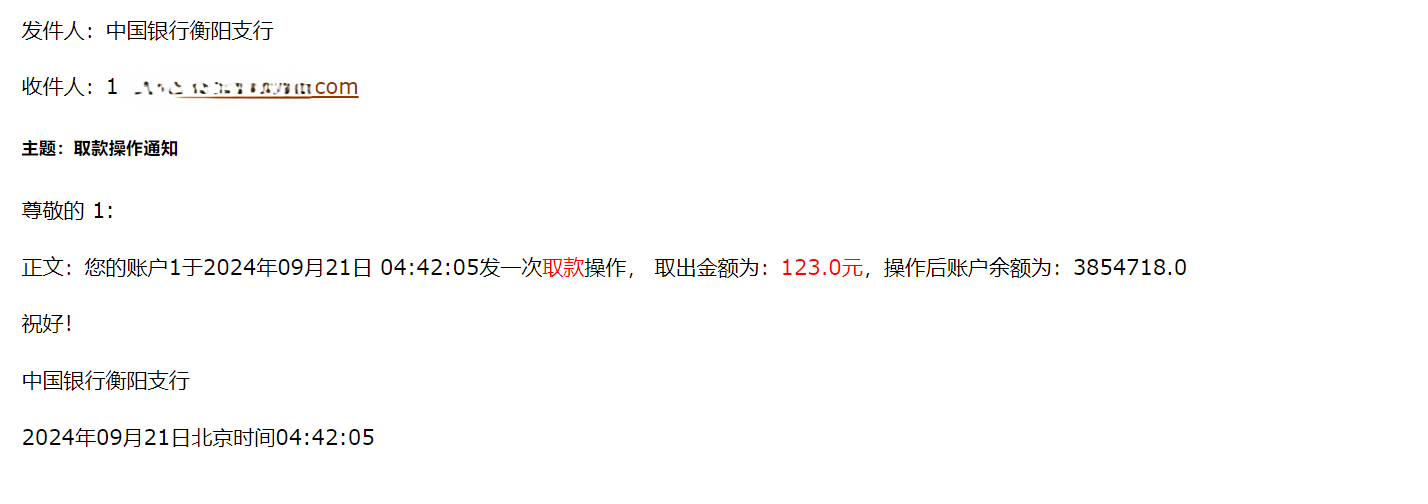 发件人：中国银行衡阳支行
收件人：1 com
主题：取款操作通知
尊敬的 1:
正文：您的账户1于2024年09月21日 04:42:05发一次取款操作， 取出金额为：123.0元，操作后账户余额为：3854718.0
祝好！
中国银行衡阳支行
2024年09月21日北京时间04:42:05